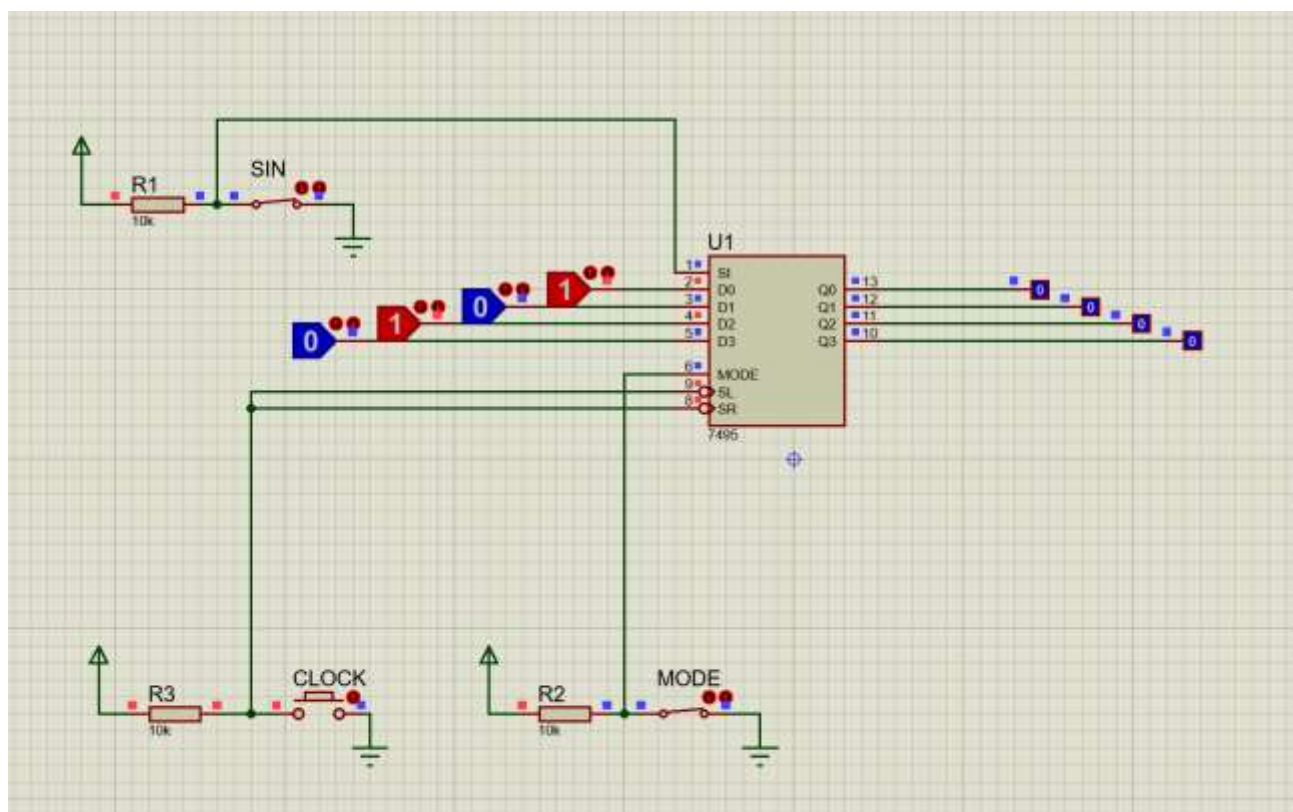 SIN
R1
10k
U1
1 SI
1 2 D0 Q0 13 0
0 3 D1 Q1 12 0
1 4 D2 Q2 11 0
0 5 D3 Q3 10 0
6 MODE
9 SL
8 SR
7495
CLOCK MODE
R3 R2
10k 10k